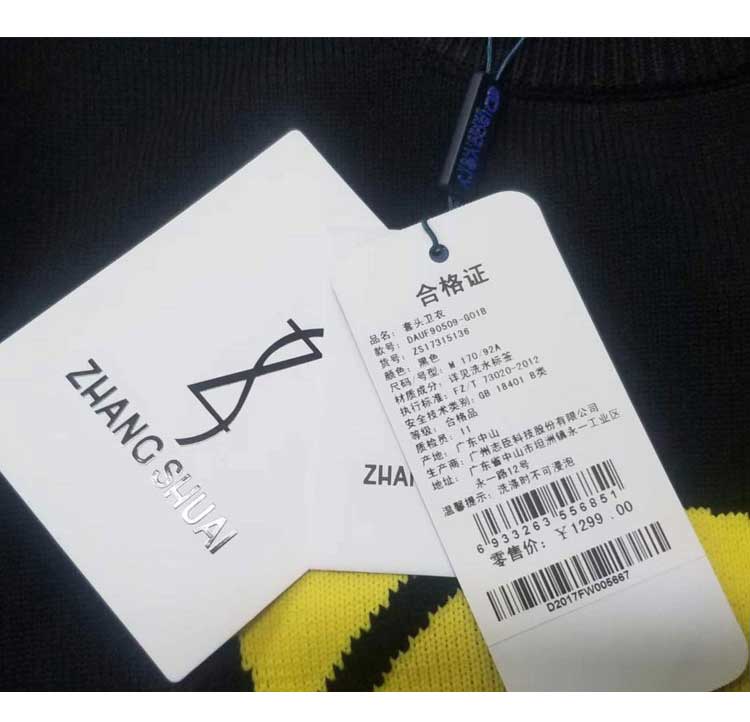 ZHANG SHUAI
ZHA
合格证
品名: 套头卫衣
款号: DAUF90509-G01B
货号: ZS17315136
颜色: 黑色
尺码/号型: M 170/92A
材质成分: 详见洗水标签
执行标准: FZ/T 73020-2012
安全技术类别: GB 18401 B类
等级: 合格品
质检员: 11
产地: 广东中山
生产商: 广州志臣科技股份有限公司
地址: 广东省中山市坦洲镇永一工业区
永一路12号
温馨提示: 洗涤时不可浸泡
6 933263 556851
零售价: ¥1299.00
D2017FW005667